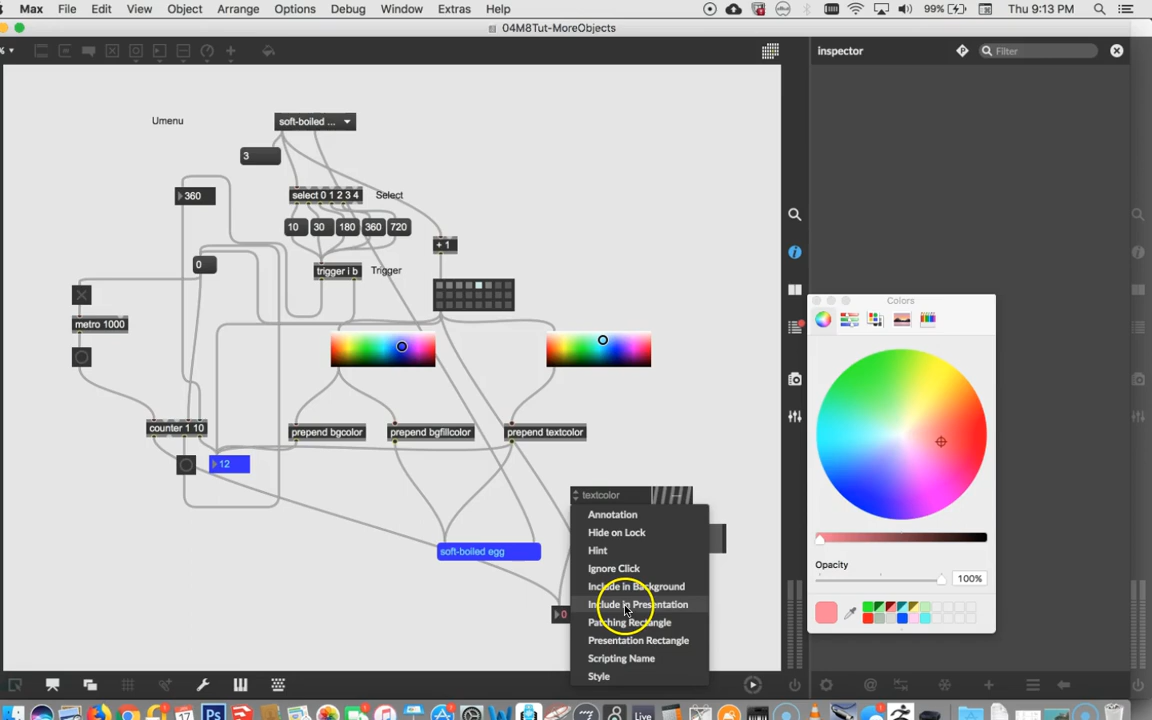 Max File Edit View Object Arrange Options Debug Window Extras Help 99% Thu 9:13 PM
04M8Tut-MoreObjects
inspector
Filter
Umenu
soft-boiled ...
3
360
select 0 1 2 3 4
Select
10 30 180 360 720
+ 1
0
trigger i b
Trigger
metro 1000
Colors
counter 1 10
prepend bgcolor
prepend bgfillcolor
prepend textcolor
12
textcolor
Annotation
Hide on Lock
Hint
Ignore Click
Include in Background
Include in Presentation
Patching Rectangle
Presentation Rectangle
Scripting Name
Style
soft-boiled egg
0
Opacity
100%
17
Live